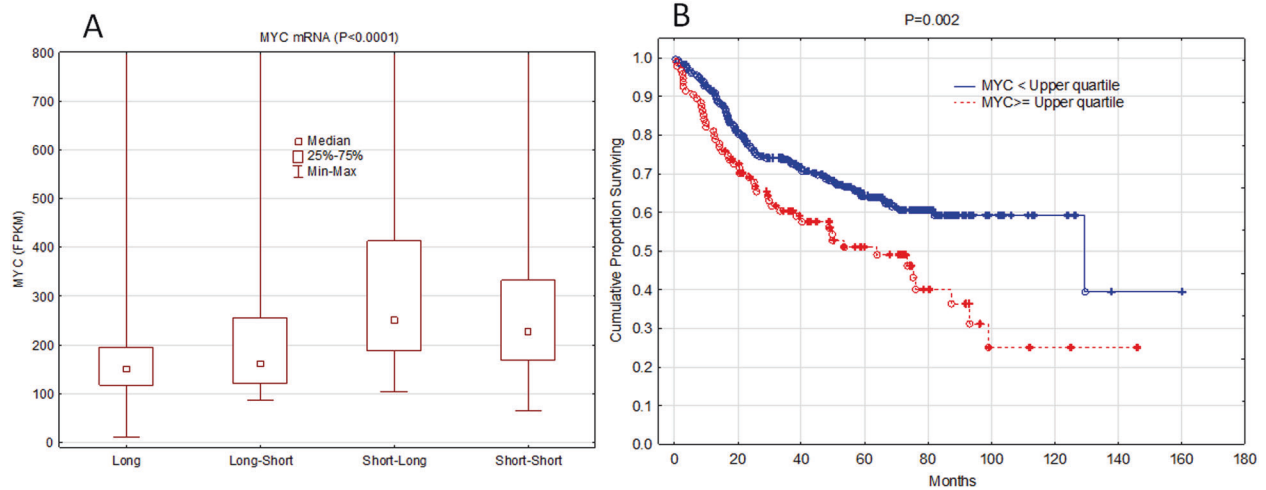 A
MYC mRNA (P<0.0001)
MYC (FPKM)
800
700
600
500
400
300
200
100
0
Median
25%-75%
Min-Max
Long
Long-Short
Short-Long
Short-Short
B
P=0.002
Cumulative Proportion Surviving
1.0
0.9
0.8
0.7
0.6
0.5
0.4
0.3
0.2
0.1
0.0
MYC < Upper quartile
MYC>= Upper quartile
0 20 40 60 80 100 120 140 160 180
Months